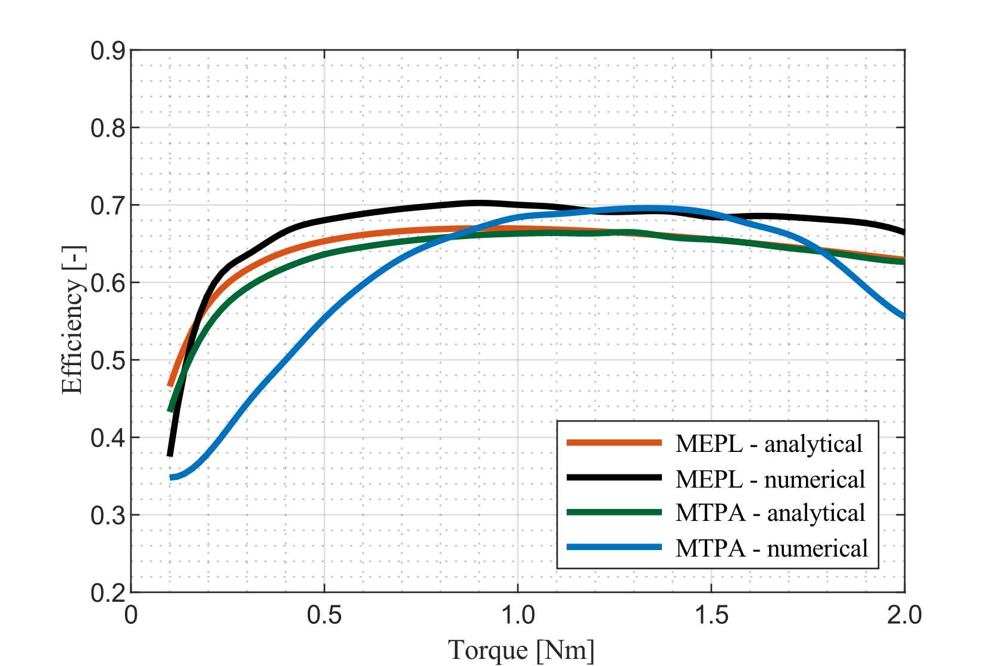 0.9
0.8
0.7
0.6
0.5
0.4
0.3
0.2
Efficiency [-]
MEPL - analytical
MEPL - numerical
MTPA - analytical
MTPA - numerical
0 0.5 1.0 1.5 2.0
Torque [Nm]